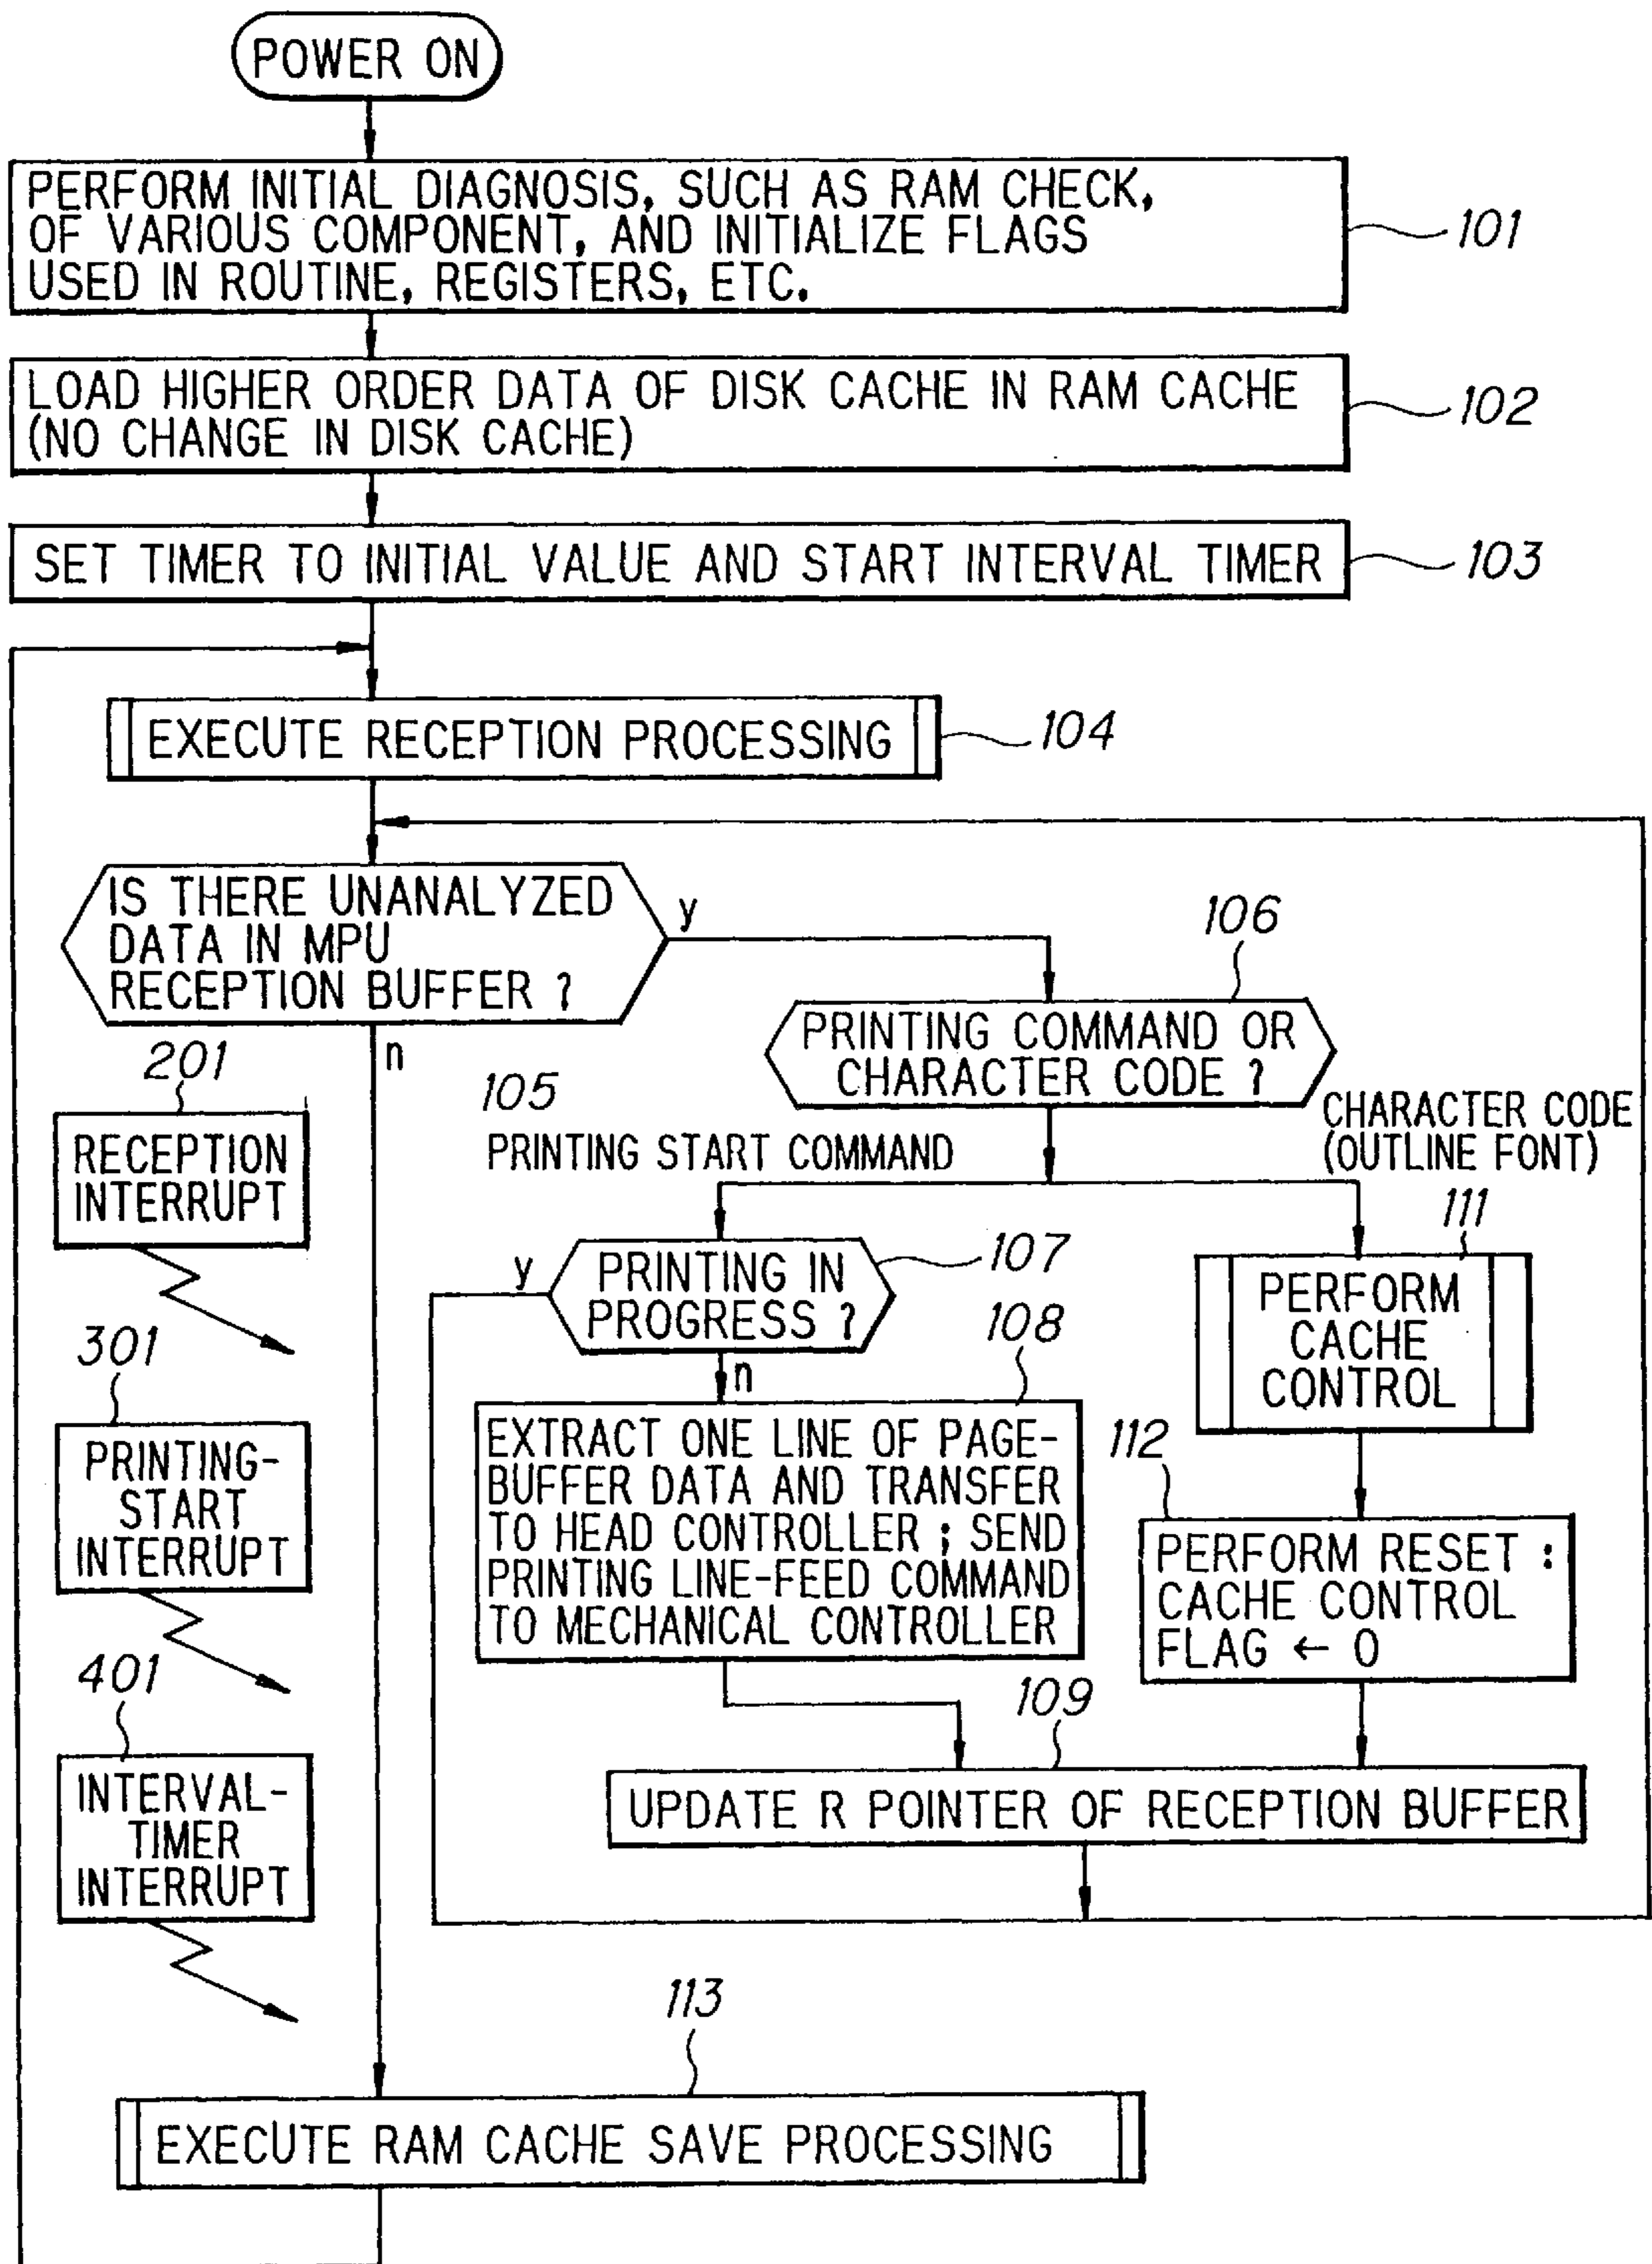 POWER ON
PERFORM INITIAL DIAGNOSIS, SUCH AS RAM CHECK,
OF VARIOUS COMPONENT, AND INITIALIZE FLAGS
USED IN ROUTINE, REGISTERS, ETC.
101
LOAD HIGHER ORDER DATA OF DISK CACHE IN RAM CACHE
(NO CHANGE IN DISK CACHE)
102
SET TIMER TO INITIAL VALUE AND START INTERVAL TIMER
103
EXECUTE RECEPTION PROCESSING
104
IS THERE UNANALYZED
DATA IN MPU
RECEPTION BUFFER ?
y
n
105
106
PRINTING COMMAND OR
CHARACTER CODE ?
PRINTING START COMMAND
CHARACTER CODE
(OUTLINE FONT)
201
RECEPTION
INTERRUPT
y
PRINTING IN
PROGRESS ?
107
n
111
PERFORM
CACHE
CONTROL
301
PRINTING-
START
INTERRUPT
108
EXTRACT ONE LINE OF PAGE-
BUFFER DATA AND TRANSFER
TO HEAD CONTROLLER ; SEND
PRINTING LINE-FEED COMMAND
TO MECHANICAL CONTROLLER
112
PERFORM RESET :
CACHE CONTROL
FLAG ← 0
401
INTERVAL-
TIMER
INTERRUPT
109
UPDATE R POINTER OF RECEPTION BUFFER
113
EXECUTE RAM CACHE SAVE PROCESSING